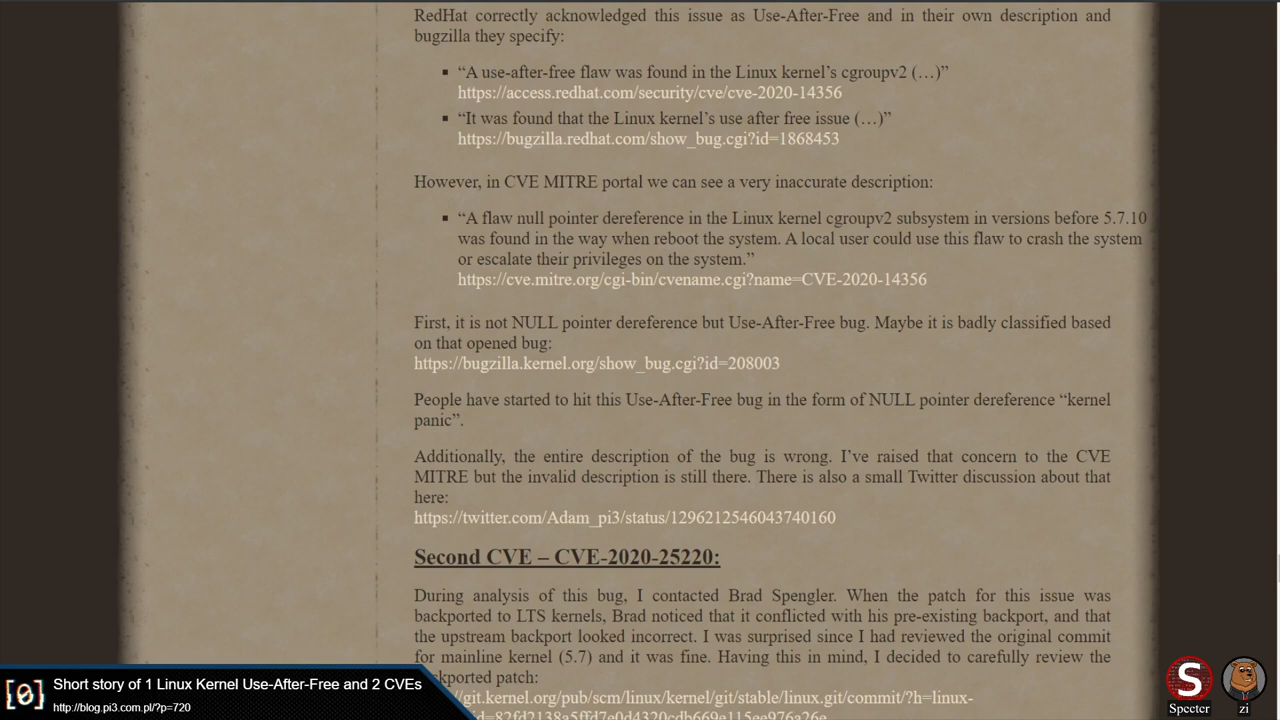 RedHat correctly acknowledged this issue as Use-After-Free and in their own description and
bugzilla they specify:
“A use-after-free flaw was found in the Linux kernel’s cgroupv2 (…)”
https://access.redhat.com/security/cve/cve-2020-14356
“It was found that the Linux kernel’s use after free issue (…)”
https://bugzilla.redhat.com/show_bug.cgi?id=1868453
However, in CVE MITRE portal we can see a very inaccurate description:
“A flaw null pointer dereference in the Linux kernel cgroupv2 subsystem in versions before 5.7.10
was found in the way when reboot the system. A local user could use this flaw to crash the system
or escalate their privileges on the system.”
https://cve.mitre.org/cgi-bin/cvename.cgi?name=CVE-2020-14356
First, it is not NULL pointer dereference but Use-After-Free bug. Maybe it is badly classified based
on that opened bug:
https://bugzilla.kernel.org/show_bug.cgi?id=208003
People have started to hit this Use-After-Free bug in the form of NULL pointer dereference “kernel
panic”.
Additionally, the entire description of the bug is wrong. I’ve raised that concern to the CVE
MITRE but the invalid description is still there. There is also a small Twitter discussion about that
here:
https://twitter.com/Adam_pi3/status/1296212546043740160
Second CVE – CVE-2020-25220:
During analysis of this bug, I contacted Brad Spengler. When the patch for this issue was
backported to LTS kernels, Brad noticed that it conflicted with his pre-existing backport, and that
the upstream backport looked incorrect. I was surprised since I had reviewed the original commit
for mainline kernel (5.7) and it was fine. Having this in mind, I decided to carefully review the
ckported patch:
/git.kernel.org/pub/scm/linux/kernel/git/stable/linux.git/commit/?h=linux-
[0]
Short story of 1 Linux Kernel Use-After-Free and 2 CVEs
http://blog.pi3.com.pl/?p=720
S
Specter
zi